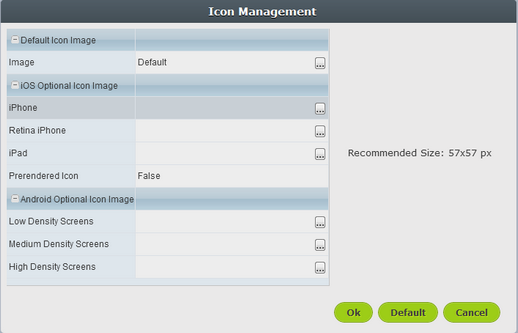 Icon Management
Default Icon Image
Image Default ...
iOS Optional Icon Image
iPhone ...
Retina iPhone ...
iPad ...
Recommended Size: 57x57 px
Prerendered Icon False
Android Optional Icon Image
Low Density Screens ...
Medium Density Screens ...
High Density Screens ...
Ok Default Cancel